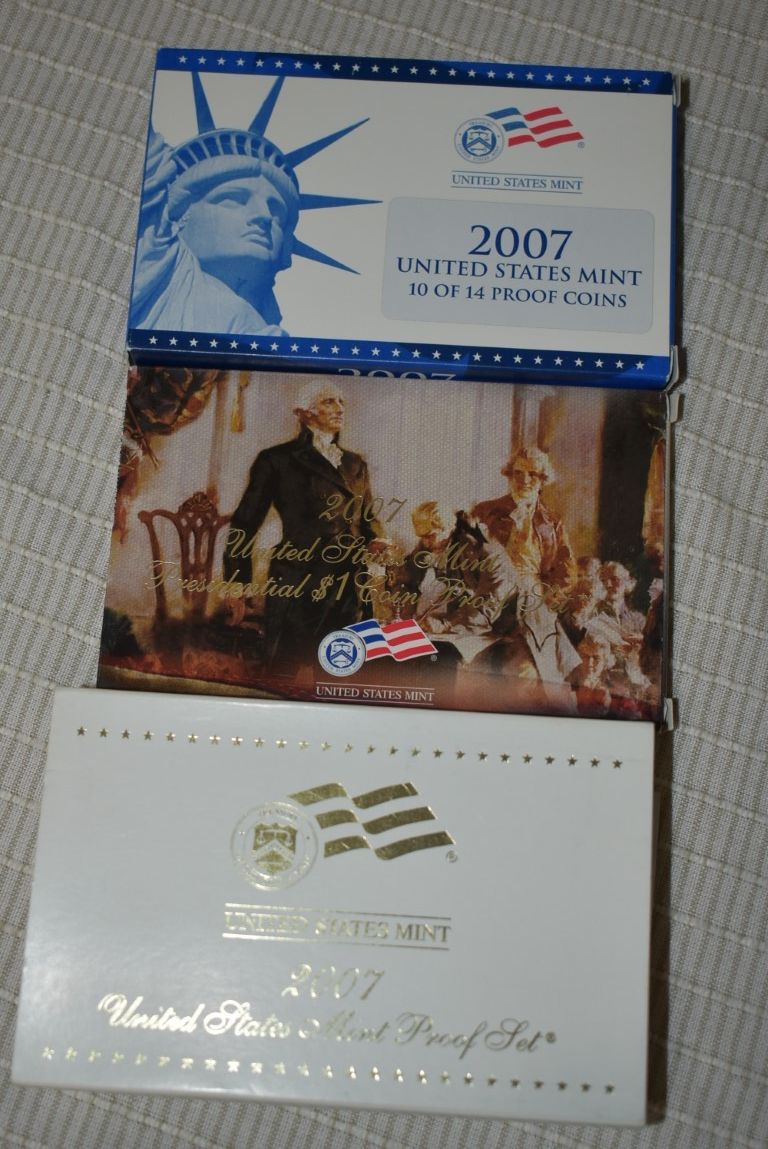 UNITED STATES MINT
2007
UNITED STATES MINT
10 OF 14 PROOF COINS
2007
2007
United States Mint
Presidential $1 Coin Proof Set
UNITED STATES MINT
UNITED STATES MINT
2007
United States Mint Proof Set®